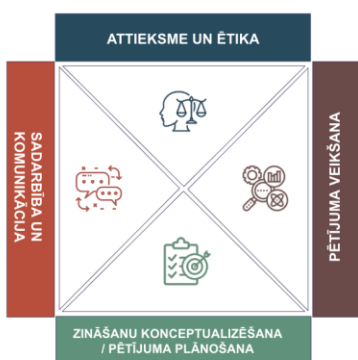 ATTIEKSME UN ĒTIKA
SADARBĪBA UN
KOMUNIKĀCIJA
PĒTĪJUMA VEIKŠANA
ZINĀŠANU KONCEPTUALIZĒŠANA
/ PĒTĪJUMA PLĀNOŠANA